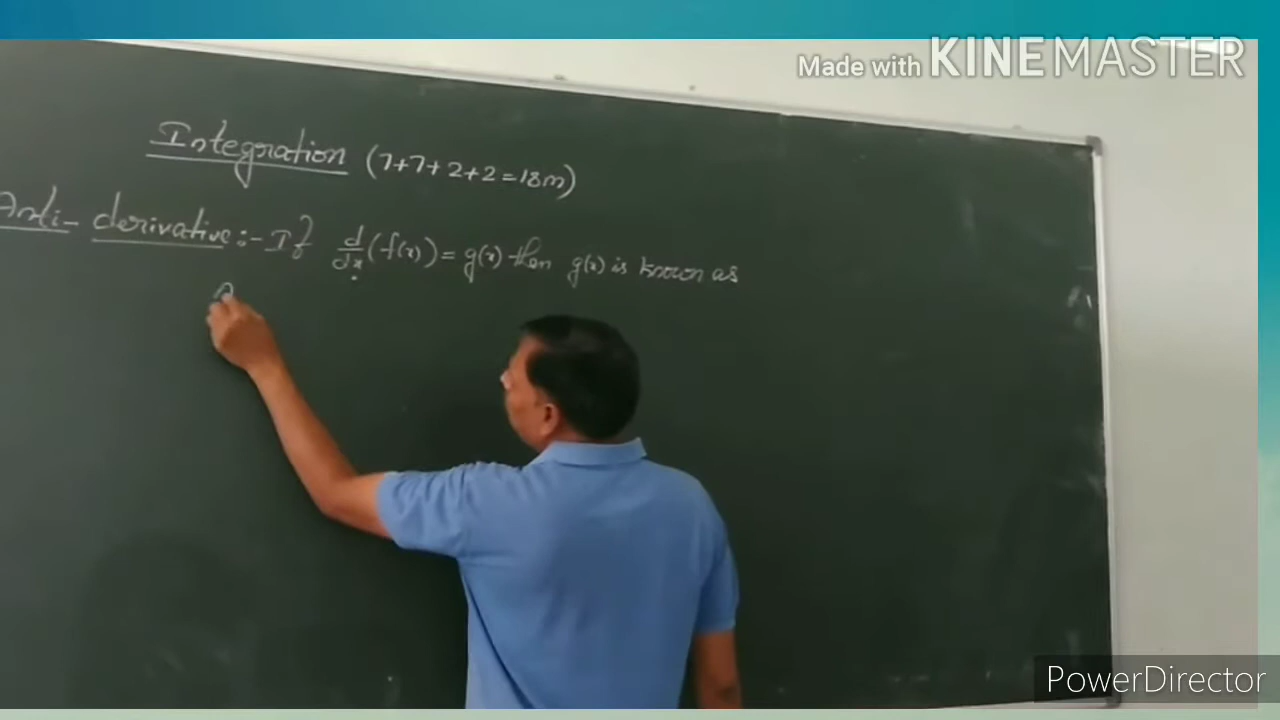 Made with KINEMASTER
Integration (7+7+2+2=18m)
Anti-derivative:- If d/dx (f(x)) = g(x) then g(x) is known as
PowerDirector